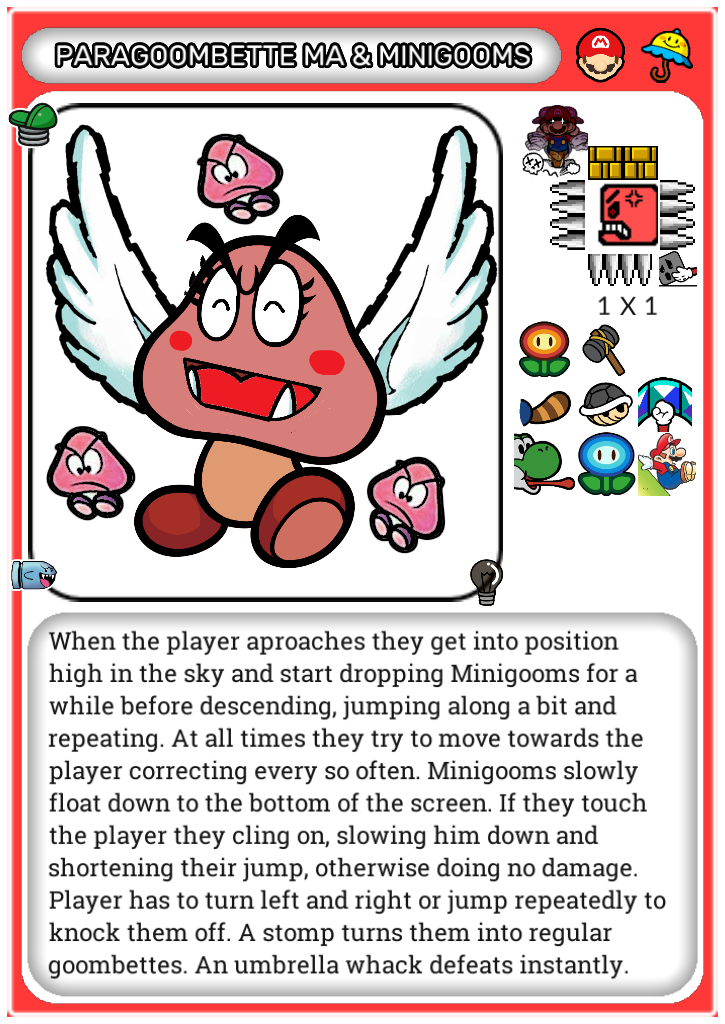 PARAGOOMBETTE MA & MINIGOOMS
1 X 1
When the player aproaches they get into position
high in the sky and start dropping Minigooms for a
while before descending, jumping along a bit and
repeating. At all times they try to move towards the
player correcting every so often. Minigooms slowly
float down to the bottom of the screen. If they touch
the player they cling on, slowing him down and
shortening their jump, otherwise doing no damage.
Player has to turn left and right or jump repeatedly to
knock them off. A stomp turns them into regular
goombettes. An umbrella whack defeats instantly.